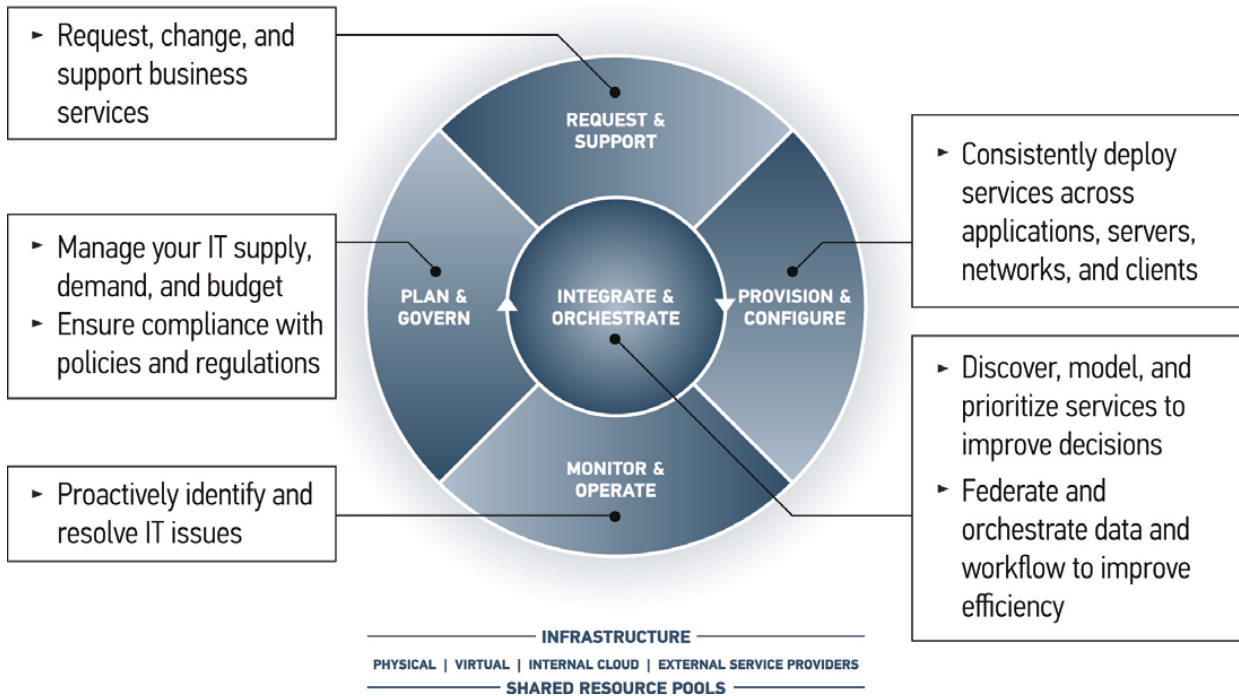 ► Request, change, and
support business
services
REQUEST &
SUPPORT
► Consistently deploy
services across
applications, servers,
networks, and clients
► Manage your IT supply,
demand, and budget
► Ensure compliance with
policies and regulations
PLAN &
GOVERN
INTEGRATE &
ORCHESTRATE
PROVISION &
CONFIGURE
► Discover, model, and
prioritize services to
improve decisions
► Federate and
orchestrate data and
workflow to improve
efficiency
MONITOR &
OPERATE
► Proactively identify and
resolve IT issues
INFRASTRUCTURE
PHYSICAL | VIRTUAL | INTERNAL CLOUD | EXTERNAL SERVICE PROVIDERS
SHARED RESOURCE POOLS